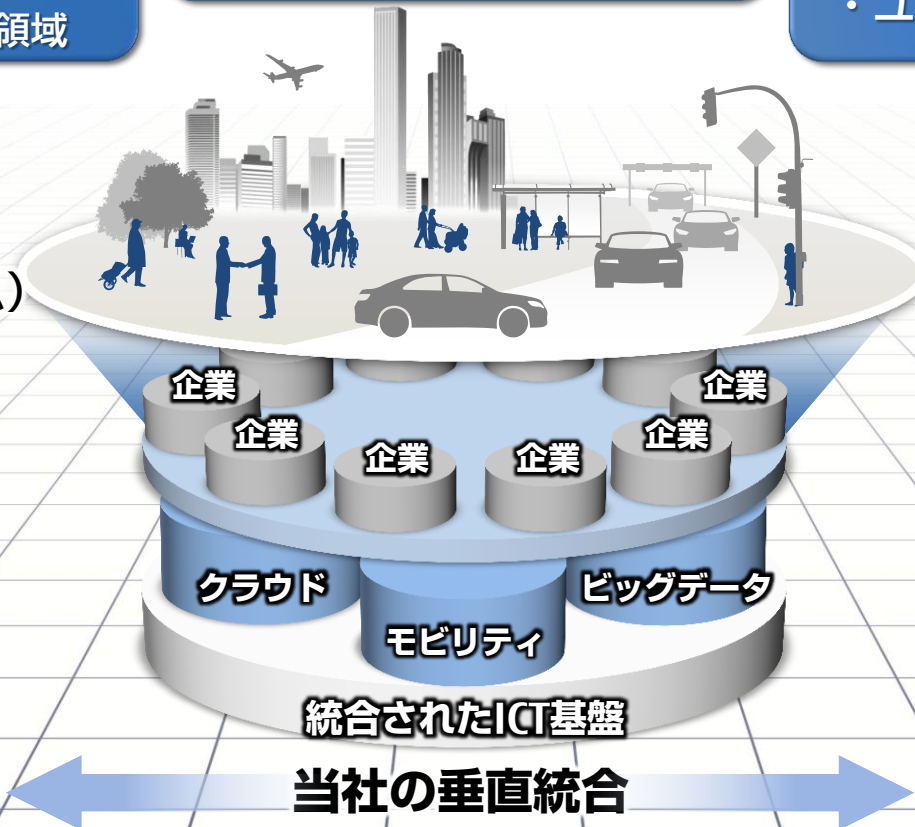 領域
・ユ
)
企業
企業
企業
企業
企業
企業
クラウド
ビッグデータ
モビリティ
統合されたICT基盤
当社の垂直統合